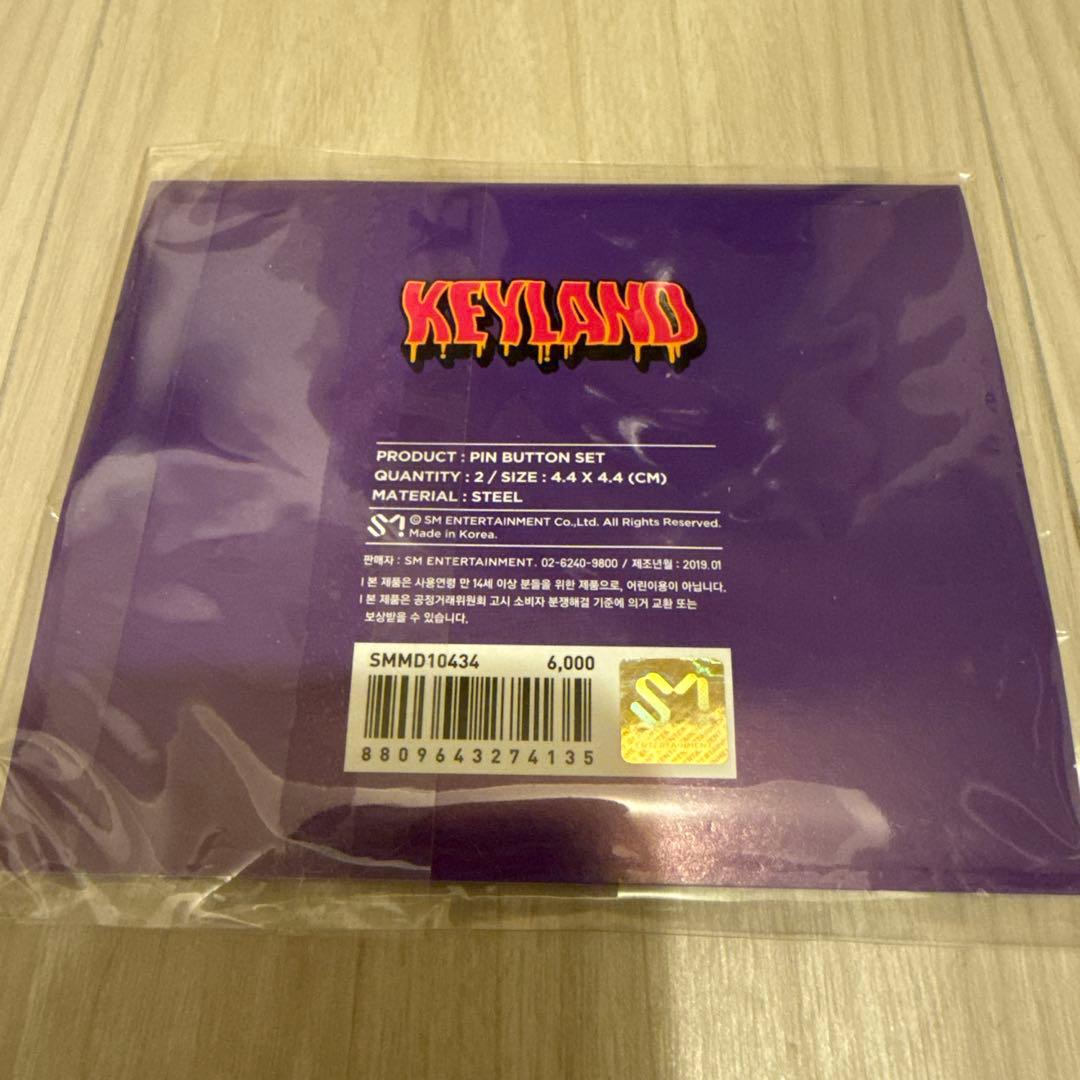 KEYLAND
PRODUCT : PIN BUTTON SET
QUANTITY : 2 / SIZE : 4.4 X 4.4 (CM)
MATERIAL : STEEL
SM © SM ENTERTAINMENT Co.,Ltd. All Rights Reserved.
Made in Korea.
판매자 : SM ENTERTAINMENT. 02-6240-9800 / 제조년월 : 2019.01
l 본 제품은 사용연령 만 14세 이상 분들을 위한 제품으로, 어린이용이 아닙니다.
l 본 제품은 공정거래위원회 고시 소비자 분쟁해결 기준에 의거 교환 또는
보상받을 수 있습니다.
SMMD10434 6,000
8809643274135
SM
ENTERTAINMENT